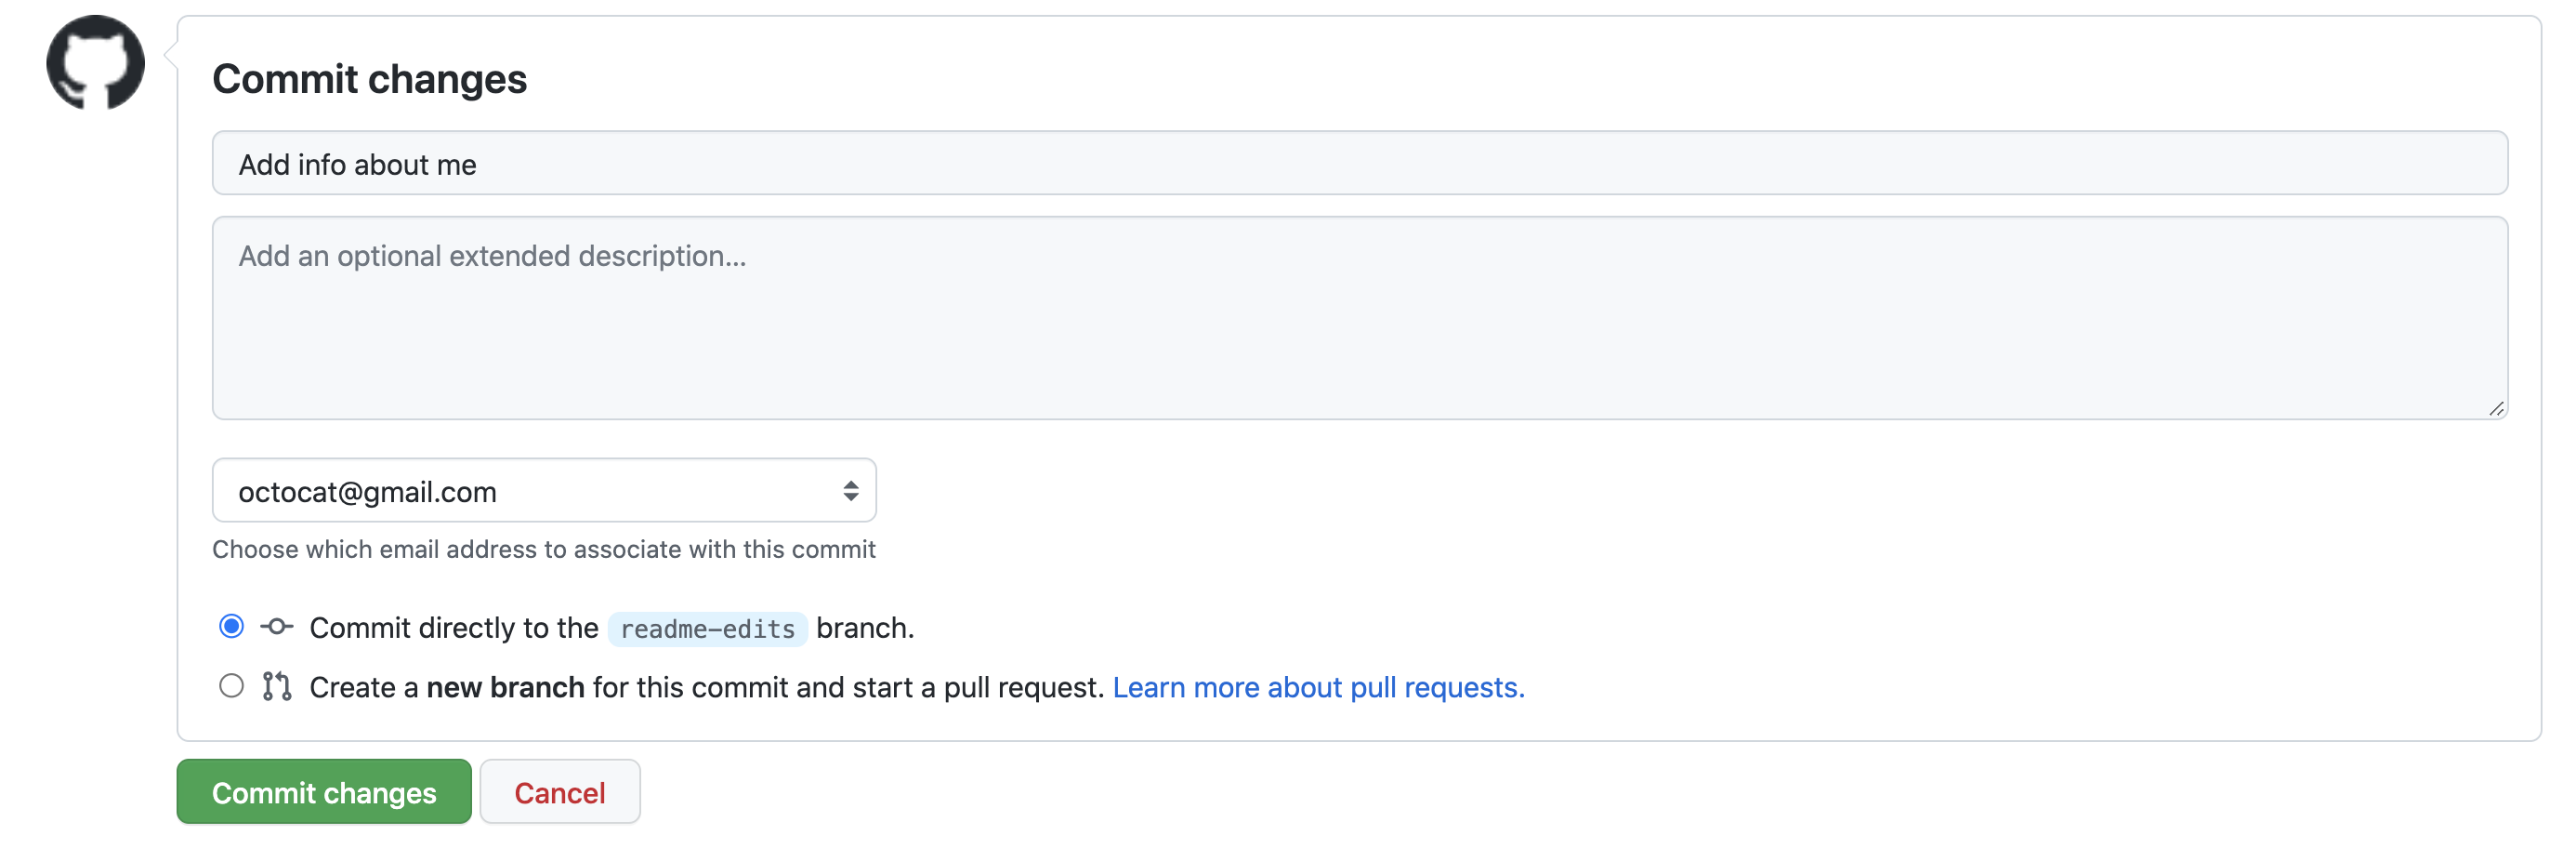 Commit changes
Add info about me
Add an optional extended description...
octocat@gmail.com
Choose which email address to associate with this commit
Commit directly to the readme-edits branch.
Create a new branch for this commit and start a pull request. Learn more about pull requests.
Commit changes Cancel